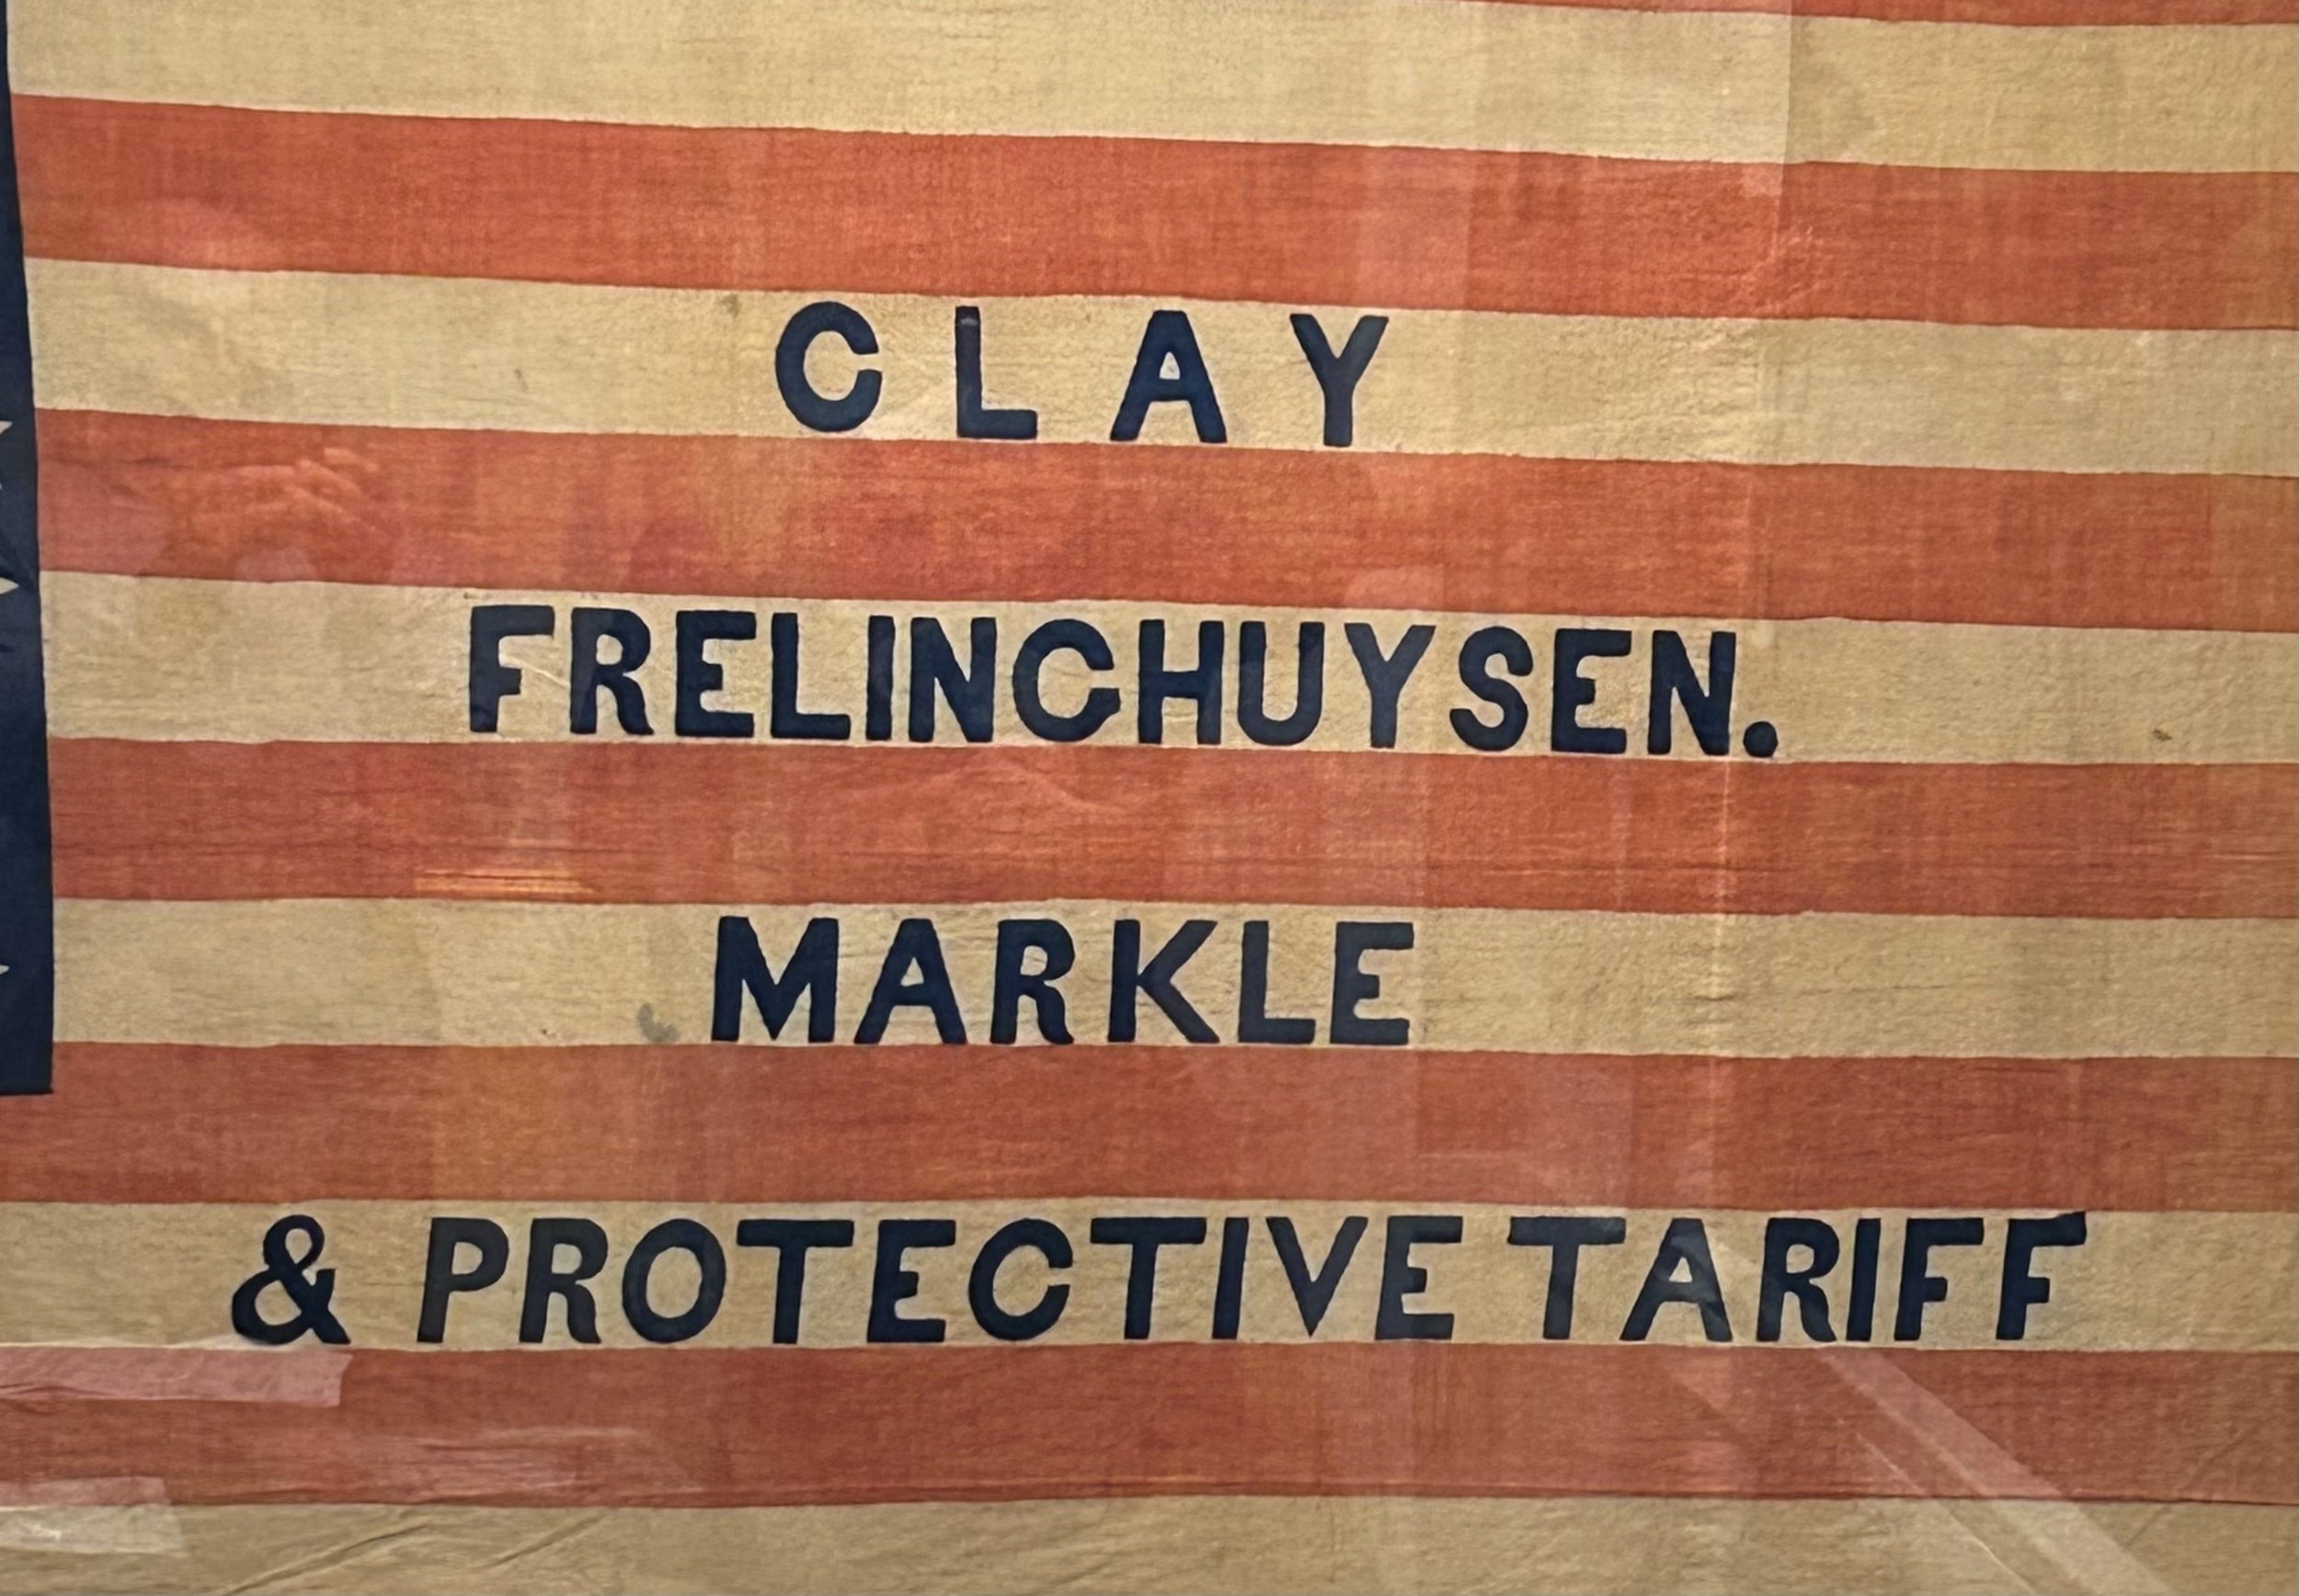 CLAY
FRELINCHUYSEN.
MARKLE
& PROTECTIVE TARIFF